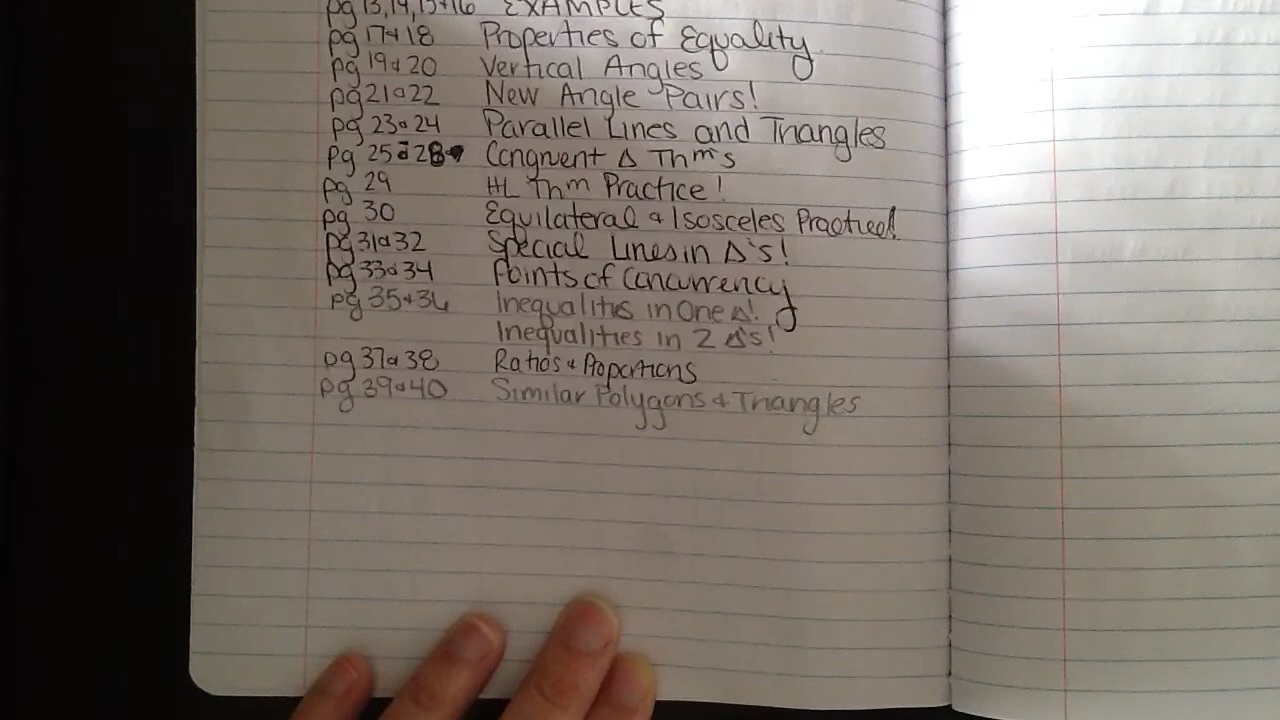 pg 13,14,15+16 EXAMPLES
pg 17+18 Properties of Equality
pg 19+20 Vertical Angles
pg 21+22 New Angle Pairs!
pg 23+24 Parallel Lines and Triangles
pg 25+28 Congruent Δ Thm's
pg 29 HL Thm Practice!
pg 30 Equilateral + Isosceles Practice!
pg 31+32 Special Lines in Δ's!
pg 33+34 Points of Concurrency
pg 35+36 Inequalities in One Δ!
Inequalities in 2 Δ's!
pg 37+38 Ratios + Proportions
pg 39+40 Similar Polygons + Triangles